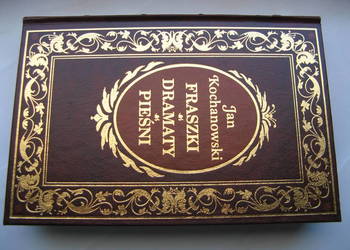 Jan
Kochanowski
FRASZKI
*
DRAMATY
*
PIEŚNI